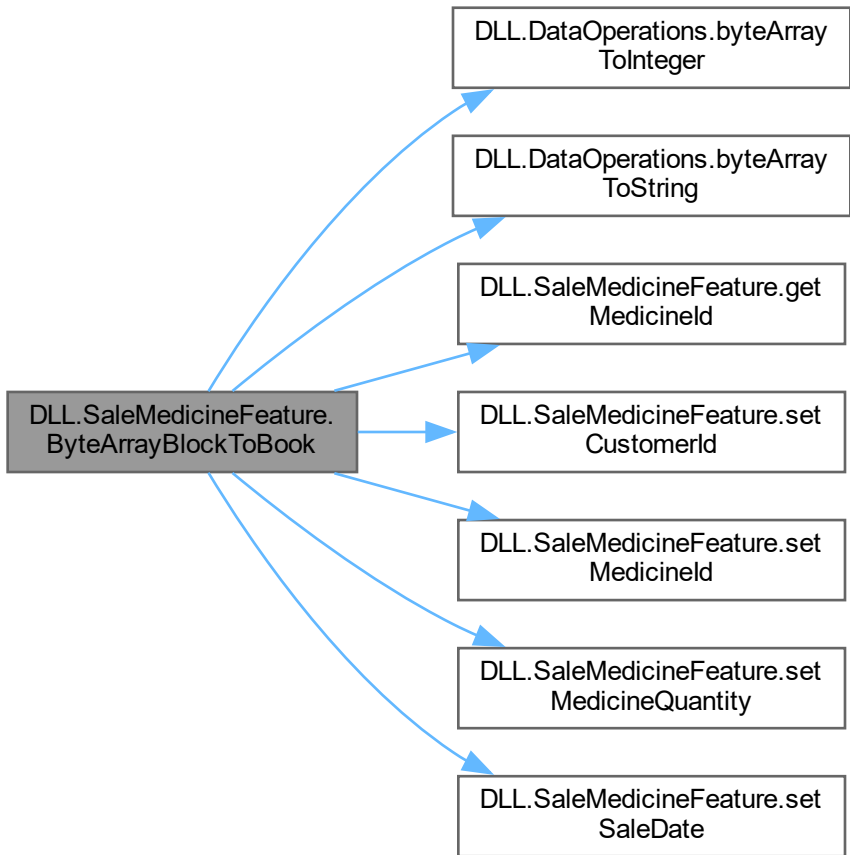 DLL.DataOperations.byteArray
ToInteger
DLL.DataOperations.byteArray
ToString
DLL.SaleMedicineFeature.get
MedicineId
DLL.SaleMedicineFeature.
ByteArrayBlockToBook
DLL.SaleMedicineFeature.set
CustomerId
DLL.SaleMedicineFeature.set
MedicineId
DLL.SaleMedicineFeature.set
MedicineQuantity
DLL.SaleMedicineFeature.set
SaleDate